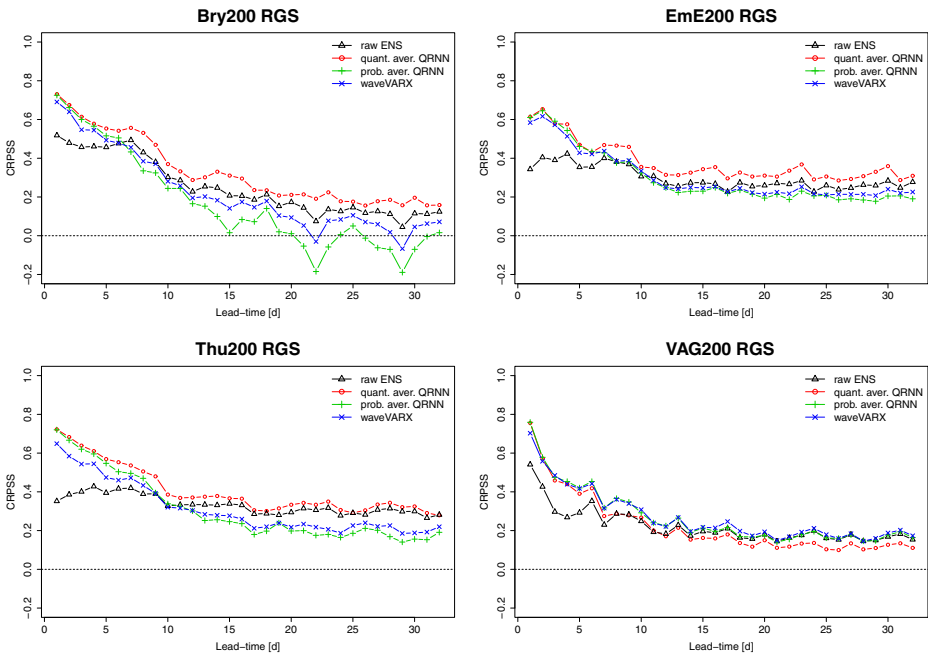 Bry200 RGS
CRPSS
1.0
0.8
0.6
0.4
0.2
0.0
−0.2
raw ENS
quant. aver. QRNN
prob. aver. QRNN
waveVARX
0 5 10 15 20 25 30
Lead−time [d]
EmE200 RGS
CRPSS
1.0
0.8
0.6
0.4
0.2
0.0
−0.2
raw ENS
quant. aver. QRNN
prob. aver. QRNN
waveVARX
0 5 10 15 20 25 30
Lead−time [d]
Thu200 RGS
CRPSS
1.0
0.8
0.6
0.4
0.2
0.0
−0.2
raw ENS
quant. aver. QRNN
prob. aver. QRNN
waveVARX
0 5 10 15 20 25 30
Lead−time [d]
VAG200 RGS
CRPSS
1.0
0.8
0.6
0.4
0.2
0.0
−0.2
raw ENS
quant. aver. QRNN
prob. aver. QRNN
waveVARX
0 5 10 15 20 25 30
Lead−time [d]